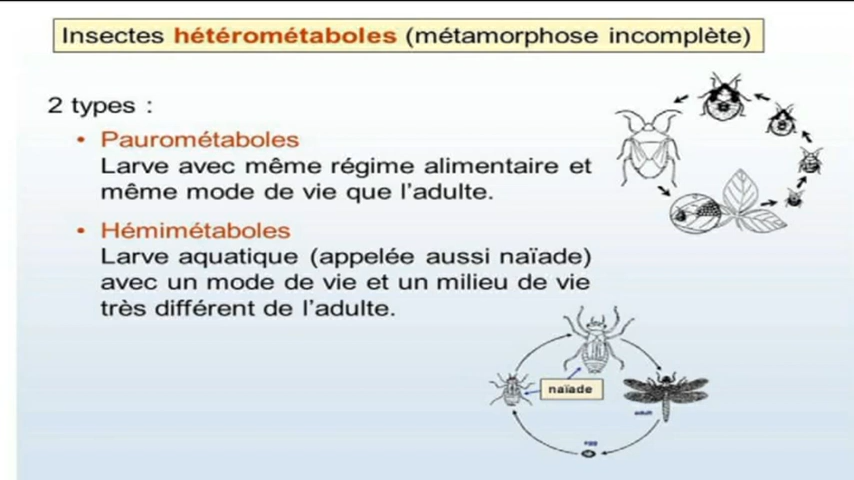 Insectes hétérométaboles (métamorphose incomplète)
2 types :
• Paurométaboles
Larve avec même régime alimentaire et
même mode de vie que l'adulte.
• Hémimétaboles
Larve aquatique (appelée aussi naïade)
avec un mode de vie et un milieu de vie
très différent de l'adulte.
naïade
adult
egg